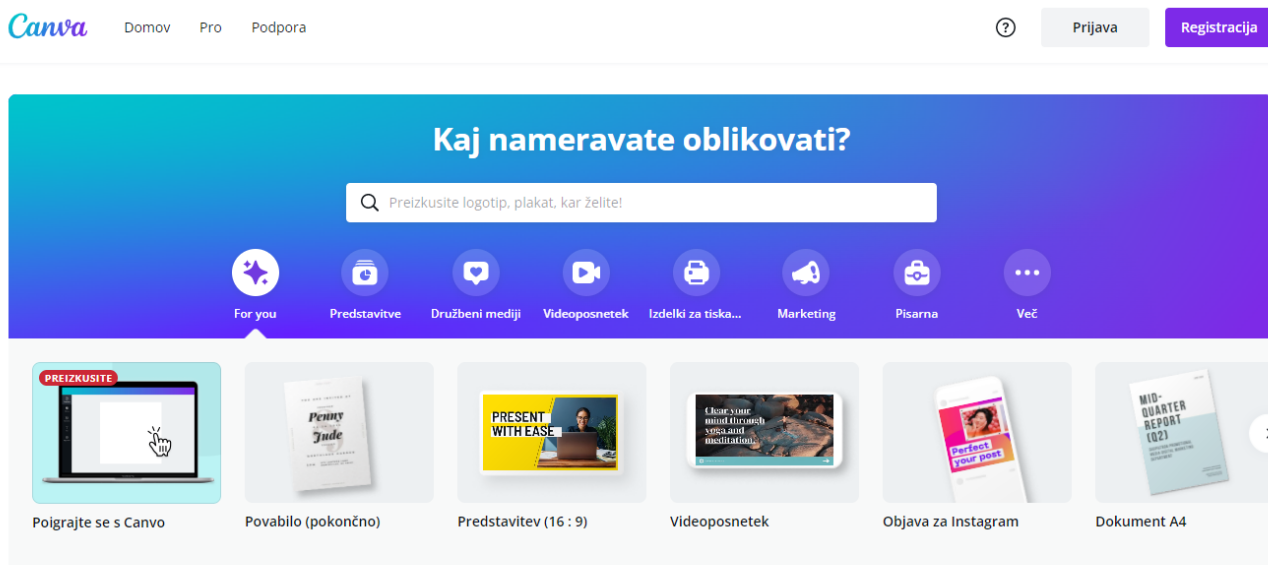 Canva
Domov
Pro
Podpora
?
Prijava
Registracija
Kaj nameravate oblikovati?
Preizkusite logotip, plakat, kar želite!
For you
Predstavitve
Družbeni mediji
Videoposnetek
Izdelki za tiska...
Marketing
Pisarna
Več
PREIZKUSITE
Penny
Jude
PRESENT
WITH EASE
Clear your
mind through
yoga and
meditation.
Perfect
your post
MID-
QUARTER
REPORT
(Q2)
Poigrajte se s Canvo
Povabilo (pokončno)
Predstavitev (16 : 9)
Videoposnetek
Objava za Instagram
Dokument A4